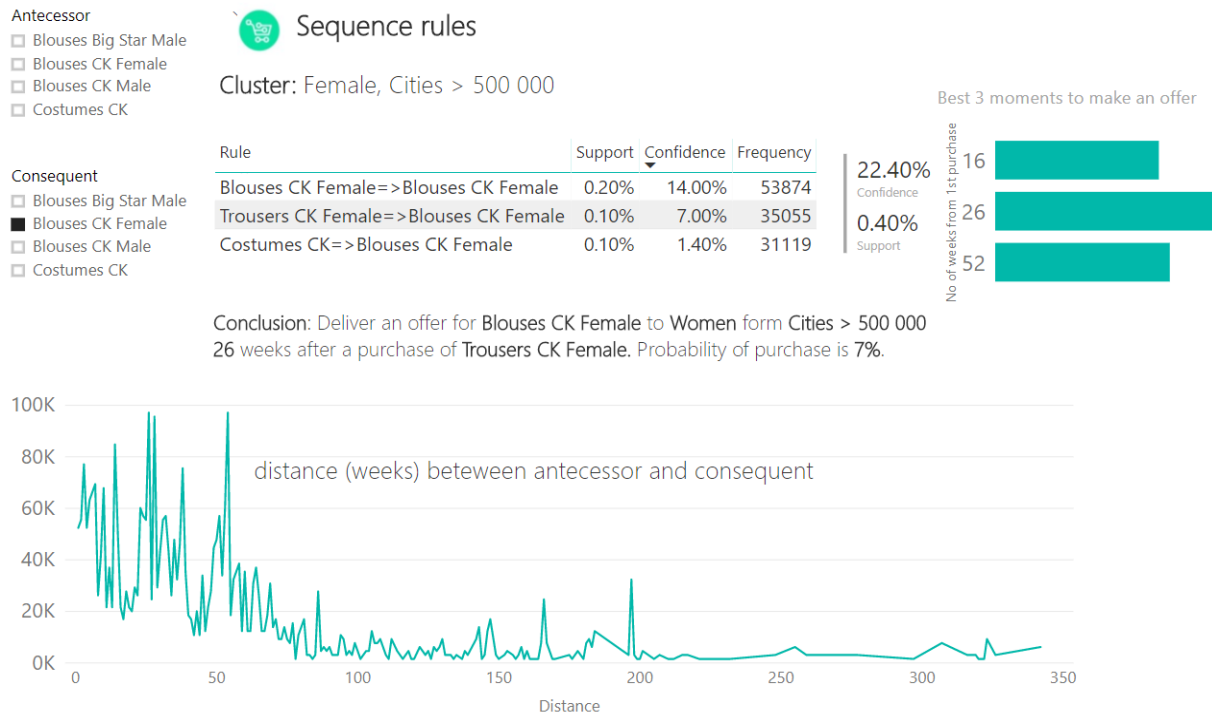 Antecessor
Blouses Big Star Male
Blouses CK Female
Blouses CK Male
Costumes CK
Consequent
Blouses Big Star Male
Blouses CK Female
Blouses CK Male
Costumes CK
Sequence rules
Cluster: Female, Cities > 500 000
Rule Support Confidence Frequency
Blouses CK Female=>Blouses CK Female 0.20% 14.00% 53874
Trousers CK Female=>Blouses CK Female 0.10% 7.00% 35055
Costumes CK=>Blouses CK Female 0.10% 1.40% 31119
22.40%
Confidence
0.40%
Support
Best 3 moments to make an offer
No of weeks from 1st purchase
16
26
52
Conclusion: Deliver an offer for Blouses CK Female to Women form Cities > 500 000
26 weeks after a purchase of Trousers CK Female. Probability of purchase is 7%.
distance (weeks) beteween antecessor and consequent
100K
80K
60K
40K
20K
0K
0 50 100 150 200 250 300 350
Distance